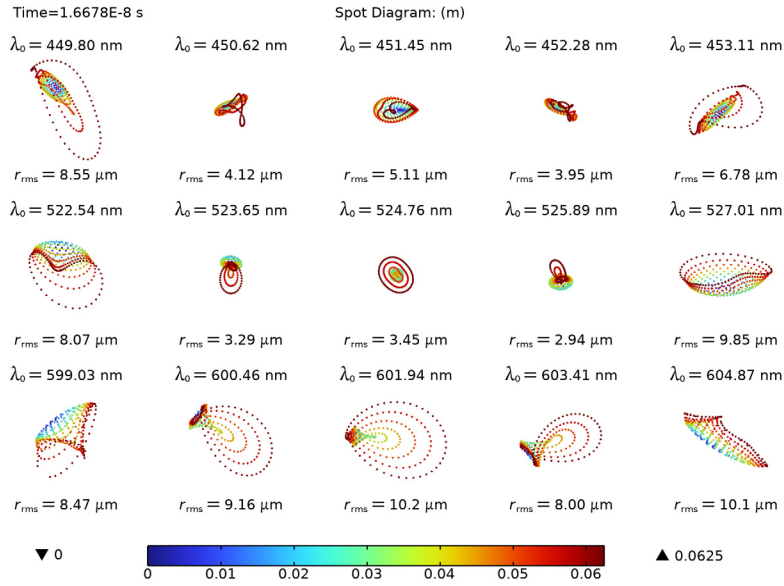 Time=1.6678E-8 s Spot Diagram: (m)
λ₀ = 449.80 nm λ₀ = 450.62 nm λ₀ = 451.45 nm λ₀ = 452.28 nm λ₀ = 453.11 nm
r_rms = 8.55 μm r_rms = 4.12 μm r_rms = 5.11 μm r_rms = 3.95 μm r_rms = 6.78 μm
λ₀ = 522.54 nm λ₀ = 523.65 nm λ₀ = 524.76 nm λ₀ = 525.89 nm λ₀ = 527.01 nm
r_rms = 8.07 μm r_rms = 3.29 μm r_rms = 3.45 μm r_rms = 2.94 μm r_rms = 9.85 μm
λ₀ = 599.03 nm λ₀ = 600.46 nm λ₀ = 601.94 nm λ₀ = 603.41 nm λ₀ = 604.87 nm
r_rms = 8.47 μm r_rms = 9.16 μm r_rms = 10.2 μm r_rms = 8.00 μm r_rms = 10.1 μm
▼ 0 ▲ 0.0625
0 0.01 0.02 0.03 0.04 0.05 0.06